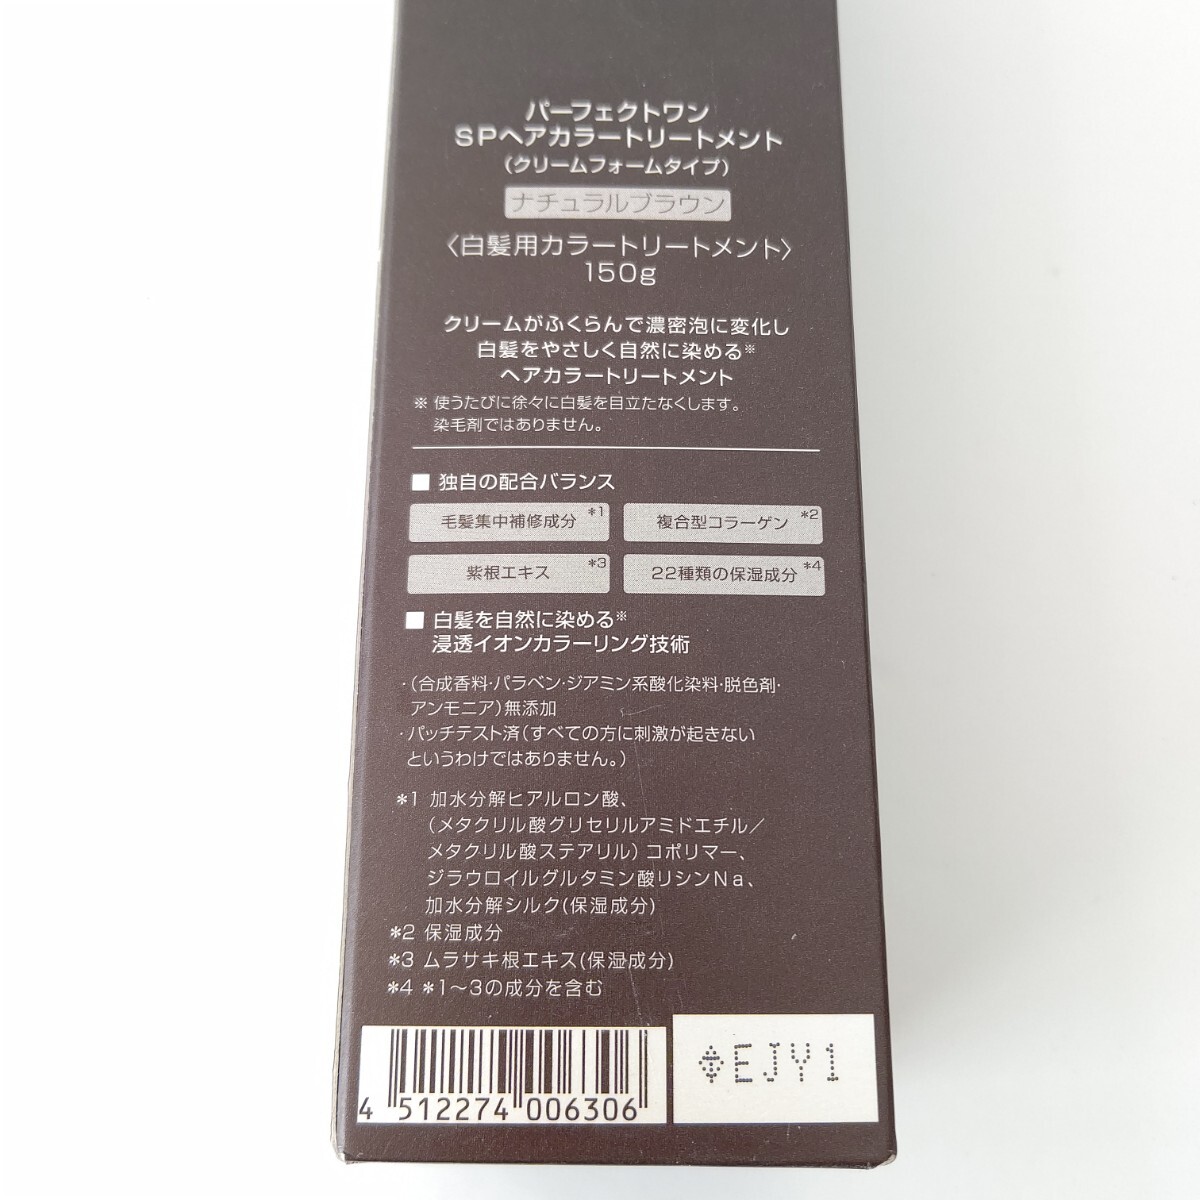 パーフェクトワン
SPヘアカラートリートメント
(クリームフォームタイプ)
ナチュラルブラウン
〈白髪用カラートリートメント〉
150g
クリームがふくらんで濃密泡に変化し
白髪をやさしく自然に染める※
ヘアカラートリートメント
※ 使うたびに徐々に白髪を目立たなくします。
染毛剤ではありません。
■ 独自の配合バランス
毛髪集中補修成分 *1 複合型コラーゲン *2
紫根エキス *3 22種類の保湿成分 *4
■ 白髪を自然に染める※
浸透イオンカラーリング技術
・(合成香料・パラベン・ジアミン系酸化染料・脱色剤・
アンモニア)無添加
・パッチテスト済(すべての方に刺激が起きない
というわけではありません。)
*1 加水分解ヒアルロン酸、
(メタクリル酸グリセリルアミドエチル/
メタクリル酸ステアリル)コポリマー、
ジラウロイルグルタミン酸リシンNa、
加水分解シルク(保湿成分)
*2 保湿成分
*3 ムラサキ根エキス(保湿成分)
*4 *1〜3の成分を含む
EJY1
4 512274 006306